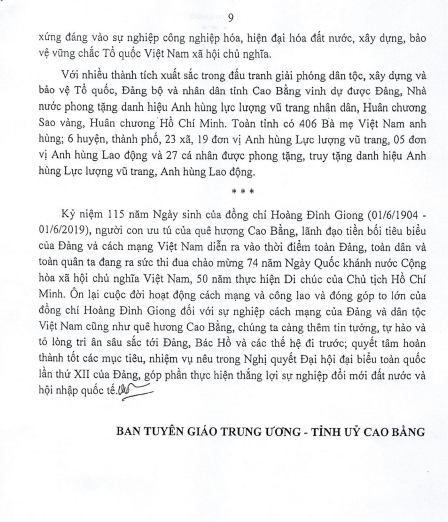 9
xứng đáng vào sự nghiệp công nghiệp hóa, hiện đại hóa đất nước, xây dựng, bảo
vệ vững chắc Tổ quốc Việt Nam xã hội chủ nghĩa.
Với nhiều thành tích xuất sắc trong đấu tranh giải phóng dân tộc, xây dựng và
bảo vệ Tổ quốc, Đảng bộ và nhân dân tỉnh Cao Bằng vinh dự được Đảng, Nhà
nước phong tặng danh hiệu Anh hùng lực lượng vũ trang nhân dân, Huân chương
Sao vàng, Huân chương Hồ Chí Minh. Toàn tỉnh có 406 Bà mẹ Việt Nam anh
hùng; 6 huyện, thành phố, 23 xã, 19 đơn vị Anh hùng Lực lượng vũ trang, 05 đơn
vị Anh hùng Lao động và 27 cá nhân được phong tặng, truy tặng danh hiệu Anh
hùng Lực lượng vũ trang, Anh hùng Lao động.
* * *
Kỷ niệm 115 năm Ngày sinh của đồng chí Hoàng Đình Giong (01/6/1904 -
01/6/2019), người con ưu tú của quê hương Cao Bằng, lãnh đạo tiền bối tiêu biểu
của Đảng và cách mạng Việt Nam diễn ra vào thời điểm toàn Đảng, toàn dân và
toàn quân ta đang ra sức thi đua chào mừng 74 năm Ngày Quốc khánh nước Cộng
hòa xã hội chủ nghĩa Việt Nam, 50 năm thực hiện Di chúc của Chủ tịch Hồ Chí
Minh. Ôn lại cuộc đời hoạt động cách mạng và công lao và đóng góp to lớn của
đồng chí Hoàng Đình Giong đối với sự nghiệp cách mạng của Đảng và dân tộc
Việt Nam cũng như quê hương Cao Bằng, chúng ta càng thêm tin tưởng, tự hào và
tỏ lòng tri ân sâu sắc tới Đảng, Bác Hồ và các thế hệ đi trước; quyết tâm hoàn
thành tốt các mục tiêu, nhiệm vụ nêu trong Nghị quyết Đại hội đại biểu toàn quốc
lần thứ XII của Đảng, góp phần thực hiện thắng lợi sự nghiệp đổi mới đất nước và
hội nhập quốc tế.
BAN TUYÊN GIÁO TRUNG ƯƠNG - TỈNH UỶ CAO BẰNG